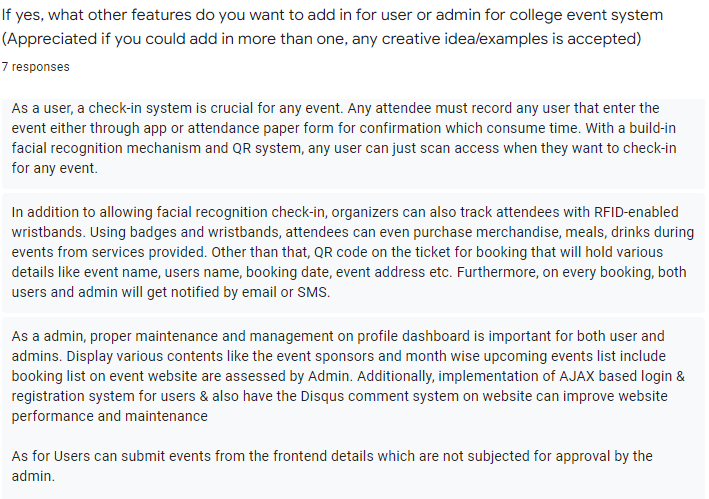 If yes, what other features do you want to add in for user or admin for college event system
(Appreciated if you could add in more than one, any creative idea/examples is accepted)
7 responses
As a user, a check-in system is crucial for any event. Any attendee must record any user that enter the
event either through app or attendance paper form for confirmation which consume time. With a build-in
facial recognition mechanism and QR system, any user can just scan access when they want to check-in
for any event.
In addition to allowing facial recognition check-in, organizers can also track attendees with RFID-enabled
wristbands. Using badges and wristbands, attendees can even purchase merchandise, meals, drinks during
events from services provided. Other than that, QR code on the ticket for booking that will hold various
details like event name, users name, booking date, event address etc. Furthermore, on every booking, both
users and admin will get notified by email or SMS.
As a admin, proper maintenance and management on profile dashboard is important for both user and
admins. Display various contents like the event sponsors and month wise upcoming events list include
booking list on event website are assessed by Admin. Additionally, implementation of AJAX based login &
registration system for users & also have the Disqus comment system on website can improve website
performance and maintenance
As for Users can submit events from the frontend details which are not subjected for approval by the
admin.